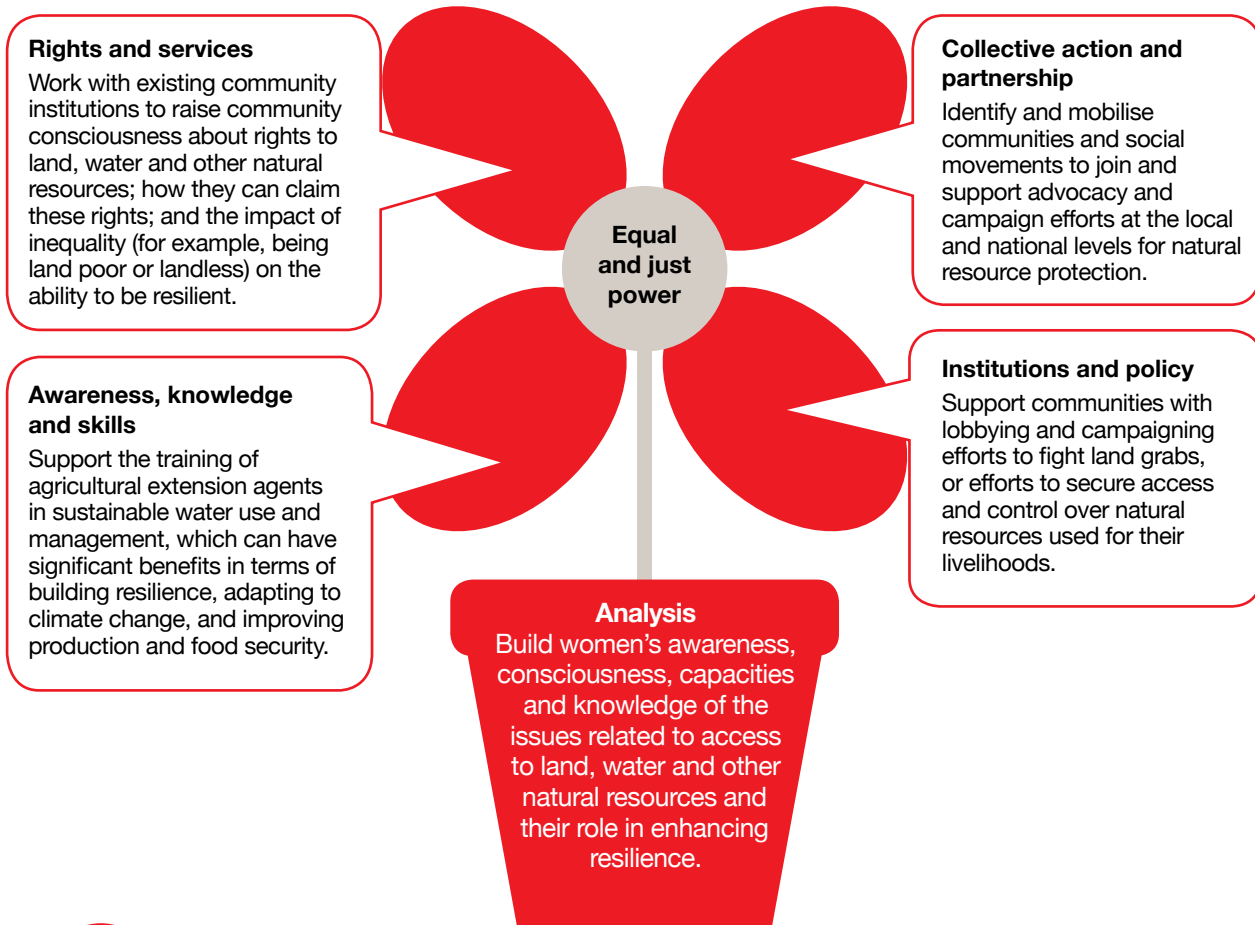 Rights and services
Work with existing community
institutions to raise community
consciousness about rights to
land, water and other natural
resources; how they can claim
these rights; and the impact of
inequality (for example, being
land poor or landless) on the
ability to be resilient.
Collective action and
partnership
Identify and mobilise
communities and social
movements to join and
support advocacy and
campaign efforts at the local
and national levels for natural
resource protection.
Equal
and just
power
Awareness, knowledge
and skills
Support the training of
agricultural extension agents
in sustainable water use and
management, which can have
significant benefits in terms of
building resilience, adapting to
climate change, and improving
production and food security.
Institutions and policy
Support communities with
lobbying and campaigning
efforts to fight land grabs,
or efforts to secure access
and control over natural
resources used for their
livelihoods.
Analysis
Build women’s awareness,
consciousness, capacities
and knowledge of the
issues related to access
to land, water and other
natural resources and
their role in enhancing
resilience.